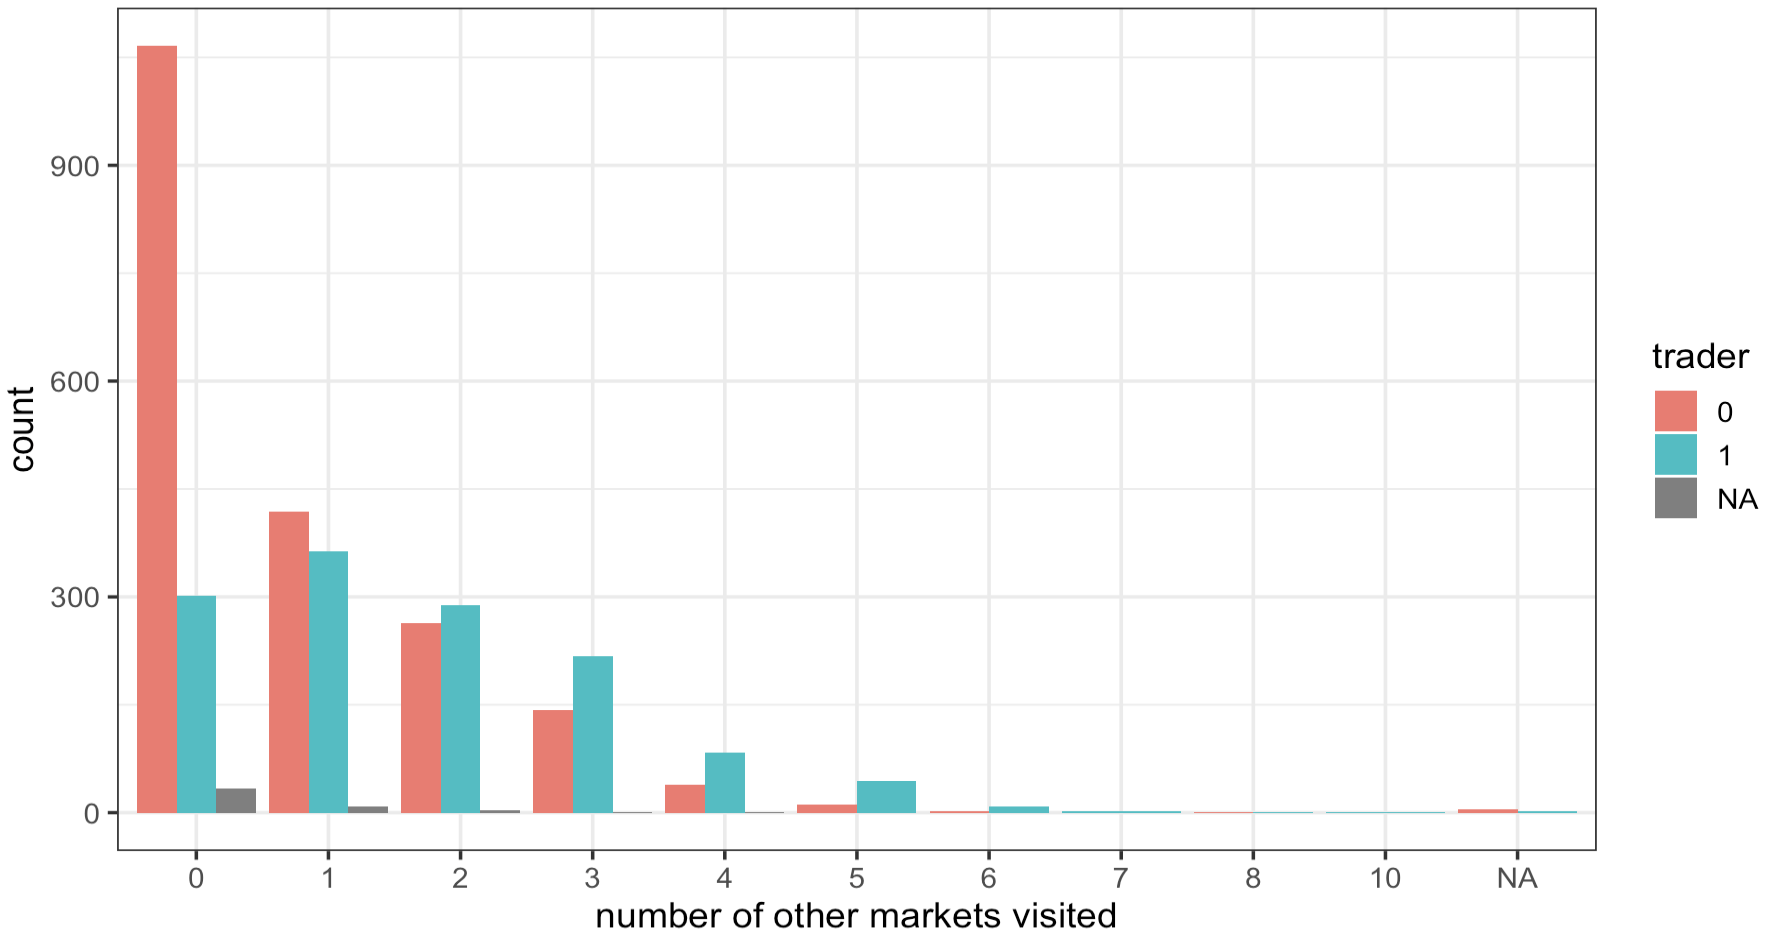 900
600
300
0
count
0 1 2 3 4 5 6 7 8 10 NA
number of other markets visited
trader
0
1
NA